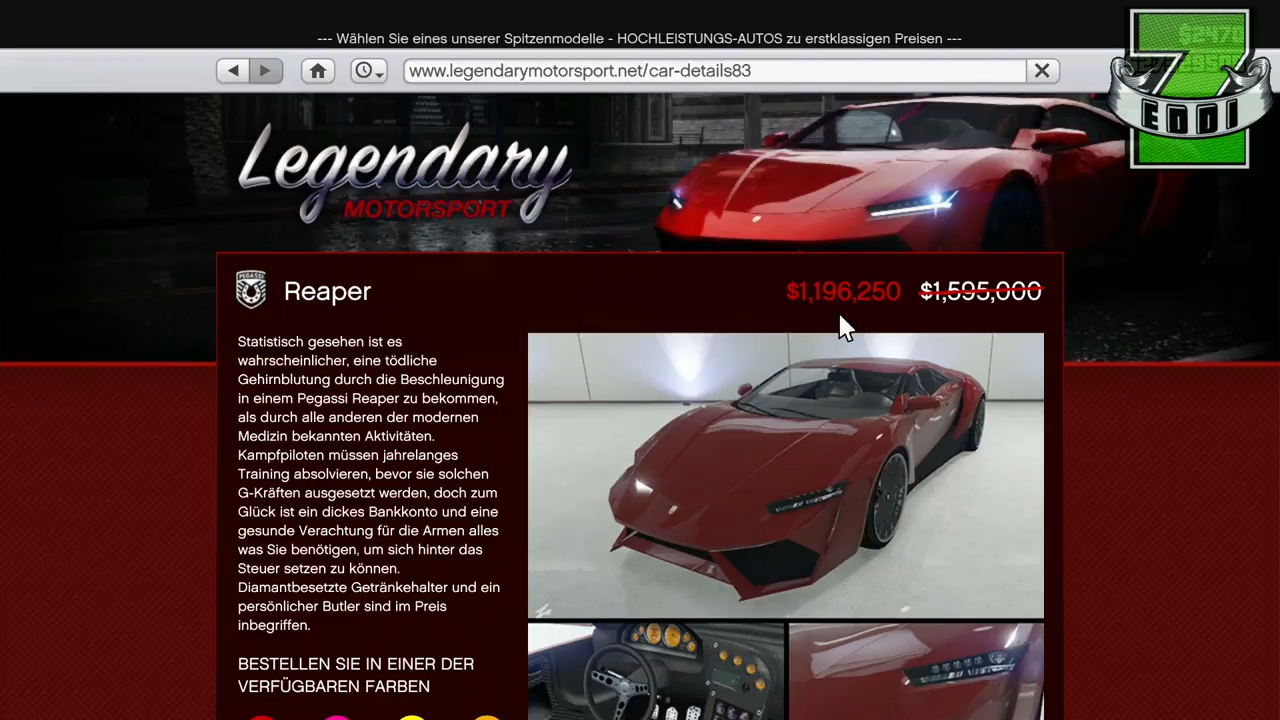 --- Wählen Sie eines unserer Spitzenmodelle - HOCHLEISTUNGS-AUTOS zu erstklassigen Preisen ---
www.legendarymotorsport.net/car-details83
EDDI
Legendary
MOTORSPORT
PEGASSI
Reaper
$1,196,250 $1,595,000
Statistisch gesehen ist es
wahrscheinlicher, eine tödliche
Gehirnblutung durch die Beschleunigung
in einem Pegassi Reaper zu bekommen,
als durch alle anderen der modernen
Medizin bekannten Aktivitäten.
Kampfpiloten müssen jahrelanges
Training absolvieren, bevor sie solchen
G-Kräften ausgesetzt werden, doch zum
Glück ist ein dickes Bankkonto und eine
gesunde Verachtung für die Armen alles
was Sie benötigen, um sich hinter das
Steuer setzen zu können.
Diamantbesetzte Getränkehalter und ein
persönlicher Butler sind im Preis
inbegriffen.
BESTELLEN SIE IN EINER DER
VERFÜGBAREN FARBEN